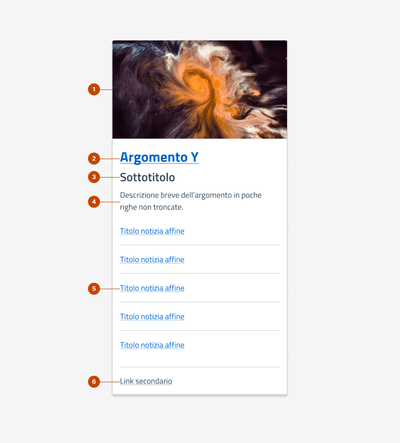 1
2
Argomento Y
3
Sottotitolo
4
Descrizione breve dell'argomento in poche
righe non troncate.
Titolo notizia affine
Titolo notizia affine
5
Titolo notizia affine
Titolo notizia affine
Titolo notizia affine
6
Link secondario